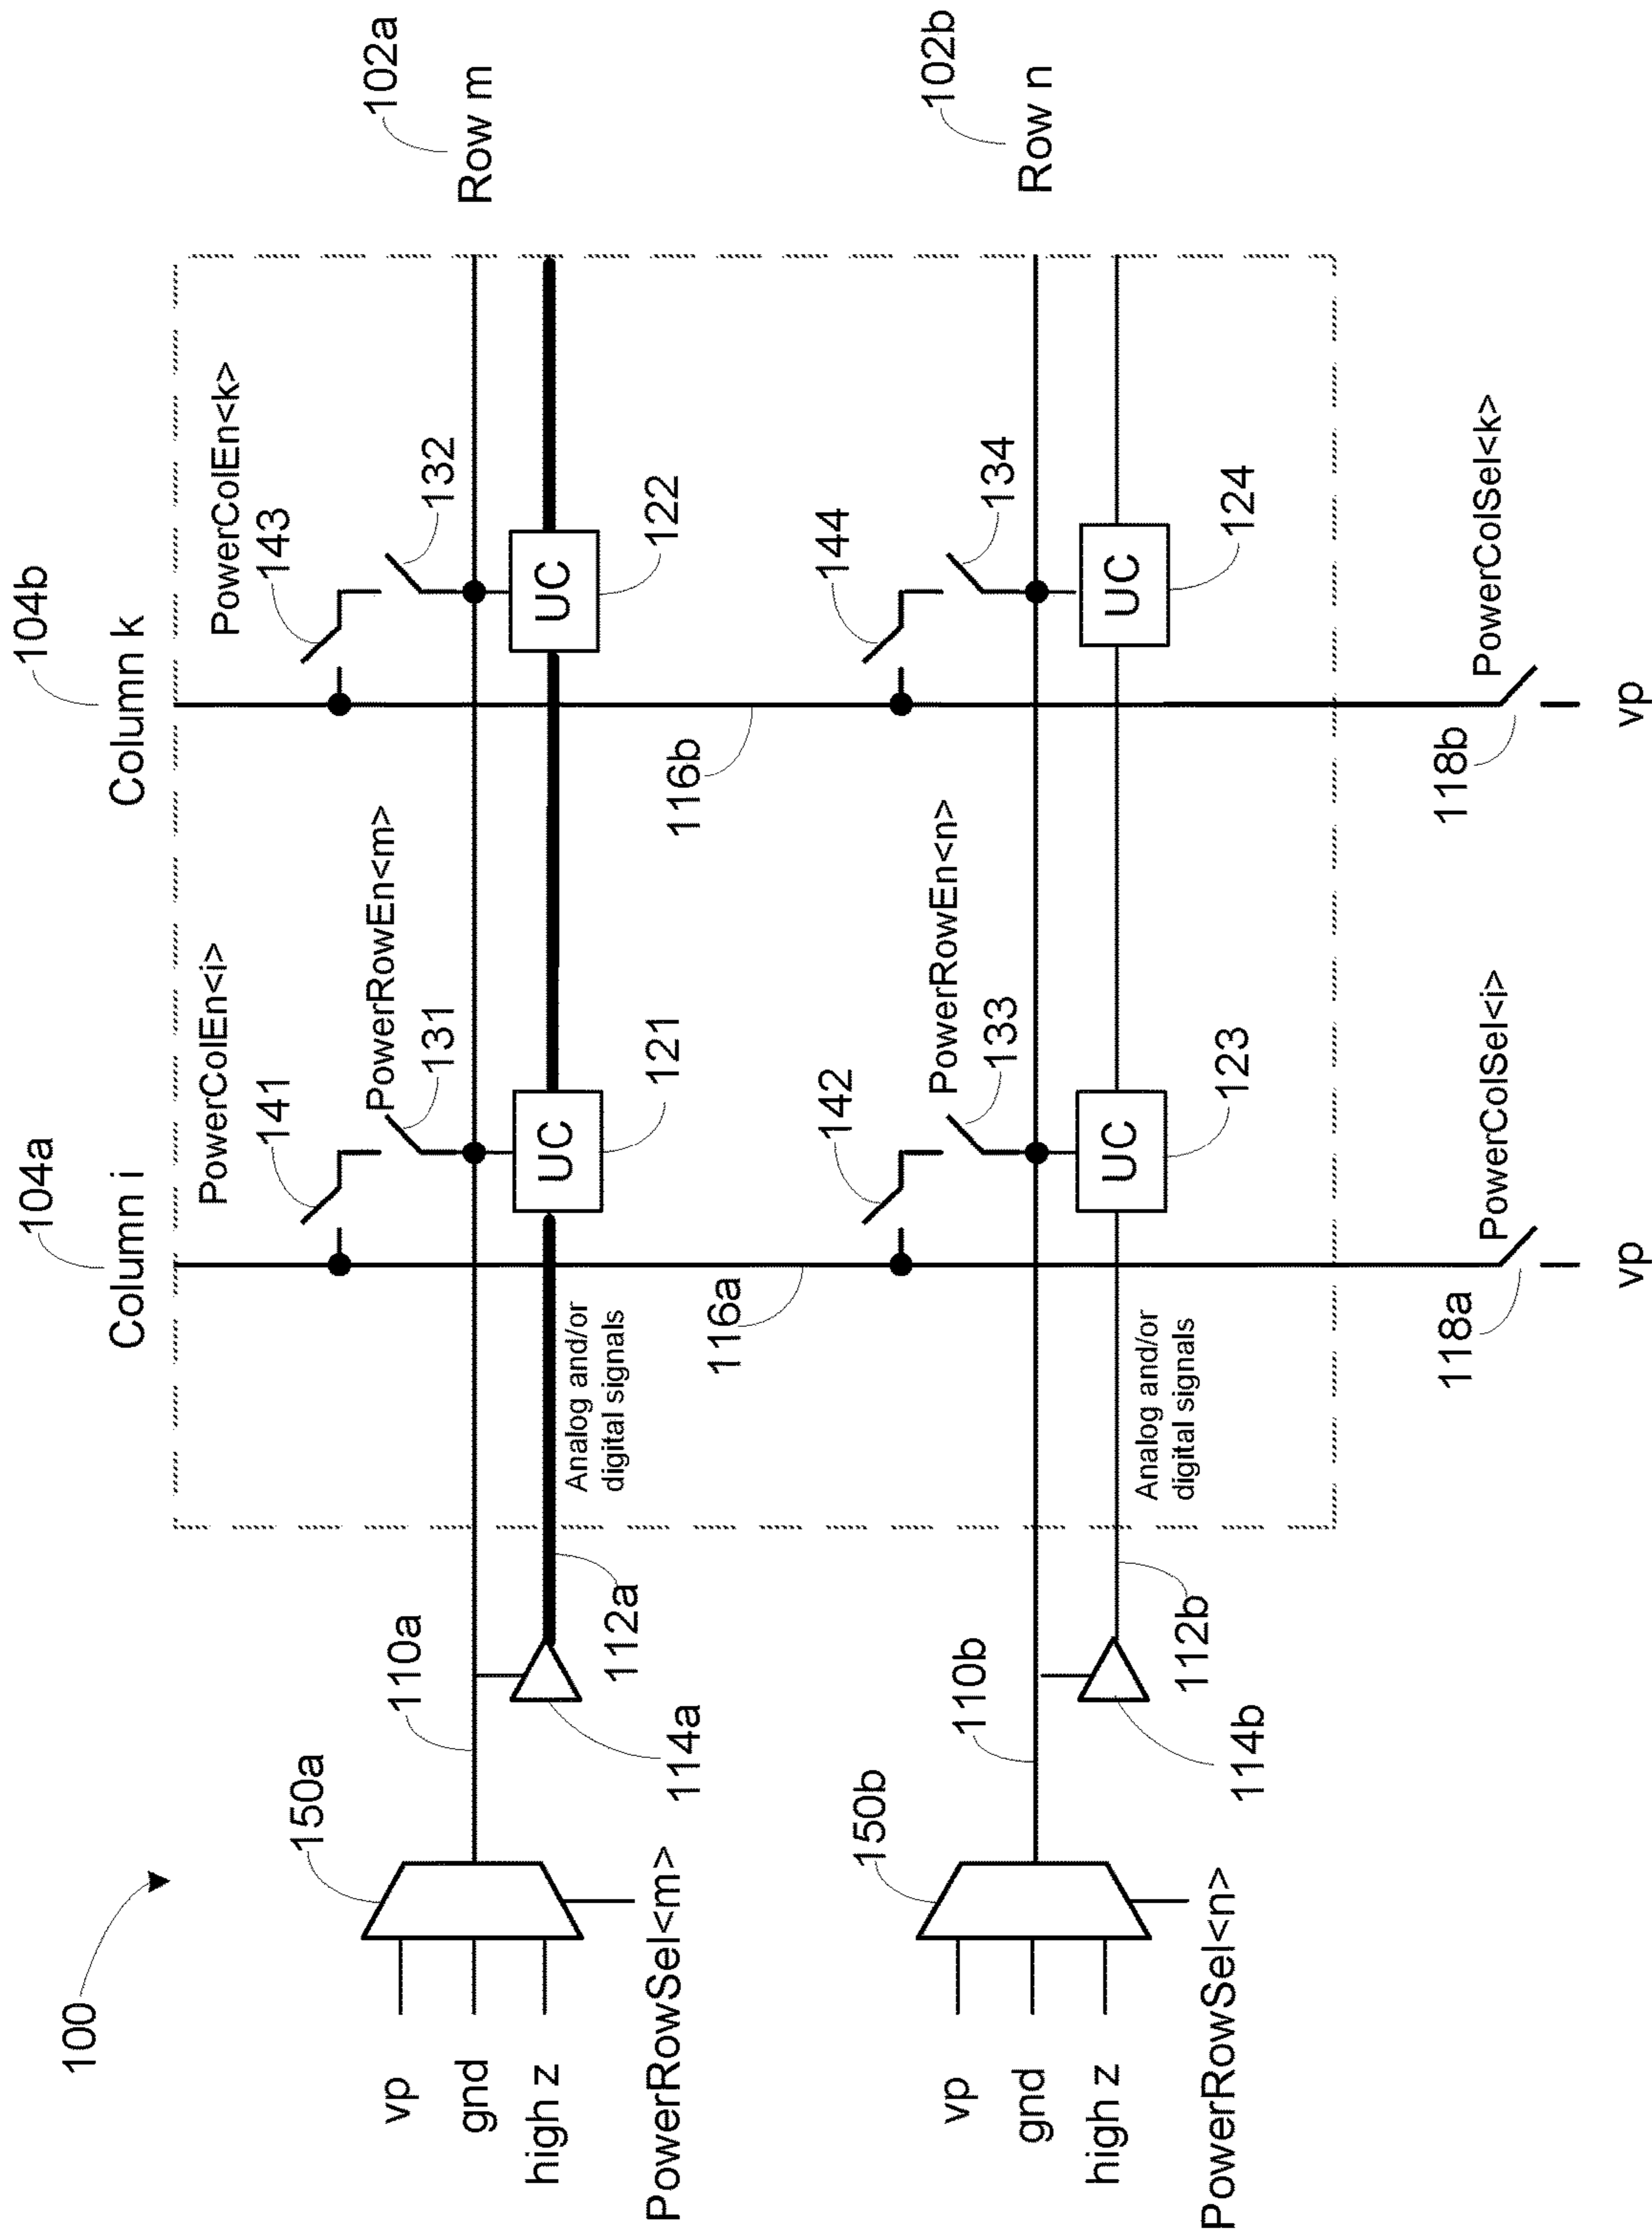 100
104a
Column i
104b
Column k
PowerColEn<i>
141
PowerColEn<k>
143
102a
Row m
PowerRowEn<m>
131
132
150a
110a
vp
gnd
high z
PowerRowSel<m>
114a
112a
Analog and/or
digital signals
UC
121
UC
122
116a
116b
142
144
102b
Row n
PowerRowEn<n>
133
134
150b
110b
vp
gnd
high z
PowerRowSel<n>
114b
112b
Analog and/or
digital signals
UC
123
UC
124
118a
PowerColSel<i>
vp
118b
PowerColSel<k>
vp